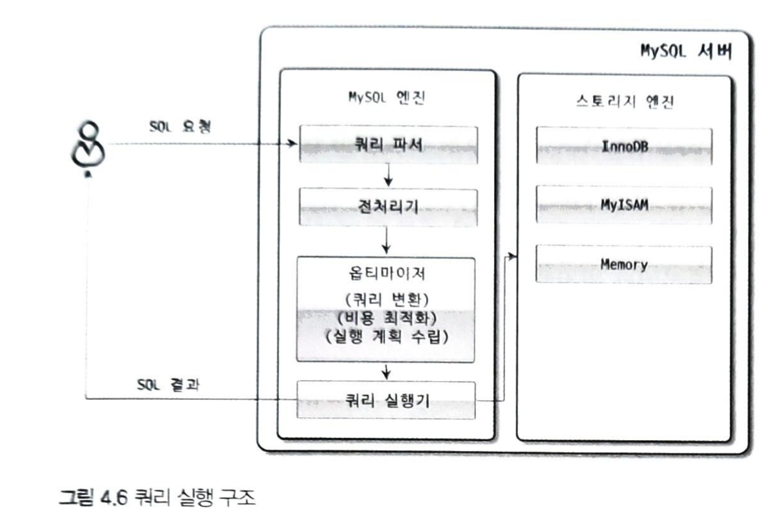 MySQL 서버
MySQL 엔진
스토리지 엔진
SQL 요청
쿼리 파서
InnoDB
전처리기
MyISAM
옵티마이저
(쿼리 변환)
(비용 최적화)
(실행 계획 수립)
Memory
SQL 결과
쿼리 실행기
그림 4.6 쿼리 실행 구조